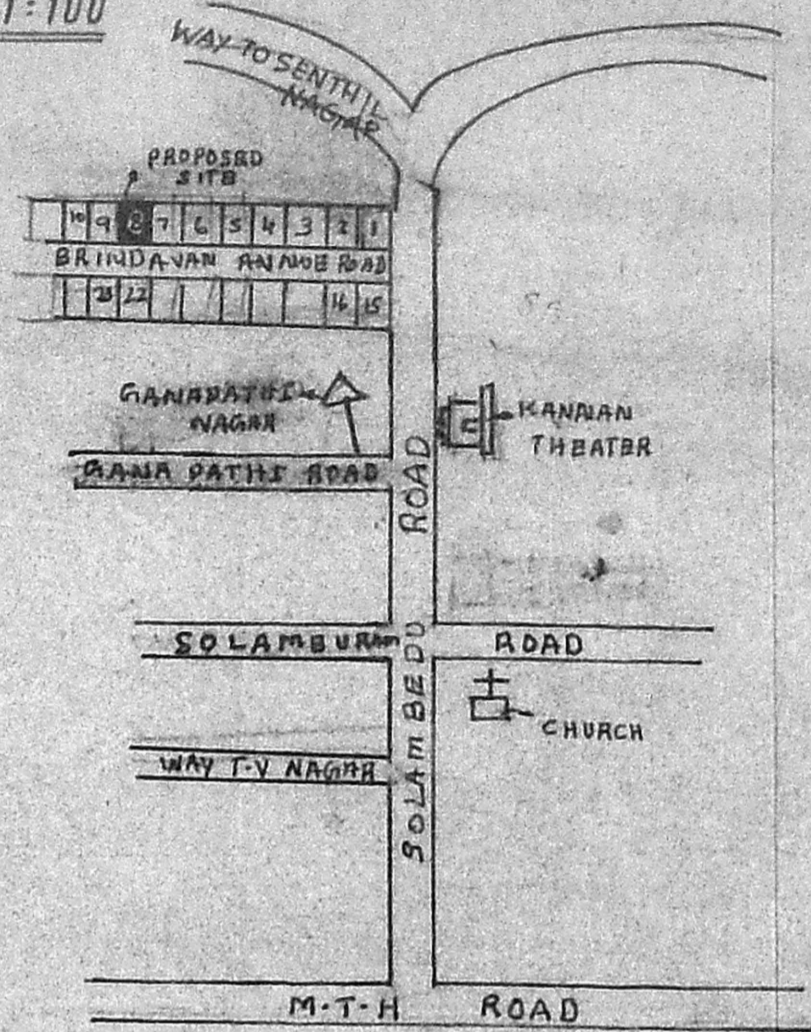 1:100
WAY TO SENTHIL
NAGAR
PROPOSED
SITE
10 9 8 7 6 5 4 3 2 1
BRINDAVAN ANNUE ROAD
23 22 16 15
GANAPATHI
NAGAR
KANNAN
THEATER
GANA PATHI ROAD
SOLAMBURAM ROAD
CHURCH
WAY T.V NAGAR
SOLAMBEDU ROAD
M.T.H ROAD